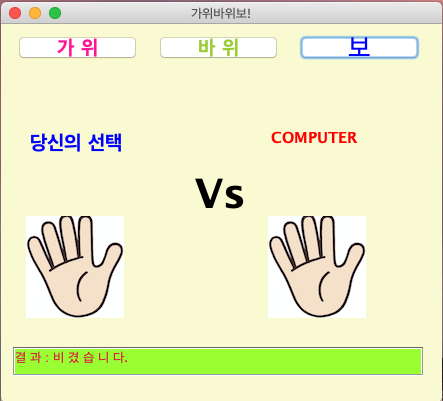 가위바위보!
가 위
바 위
보
당신의 선택
COMPUTER
Vs
결 과 : 비 겼 습 니 다.